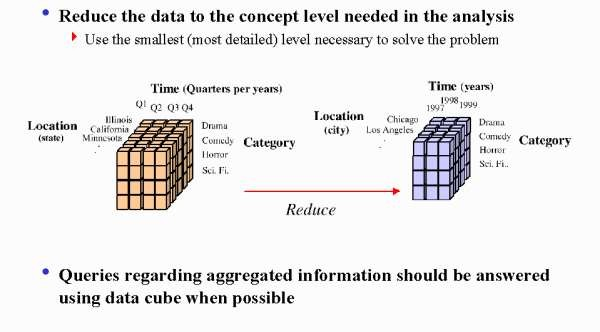 • Reduce the data to the concept level needed in the analysis
Use the smallest (most detailed) level necessary to solve the problem
Time (Quarters per years)
Q1 Q2 Q3 Q4
Location
(state)
Illinois
California
Minnesota
Drama
Comedy
Horror
Sci. Fi.
Category
Reduce
Time (years)
1997 1998 1999
Location
(city)
Chicago
Los Angeles
Drama
Comedy
Horror
Sci. Fi..
Category
• Queries regarding aggregated information should be answered
using data cube when possible